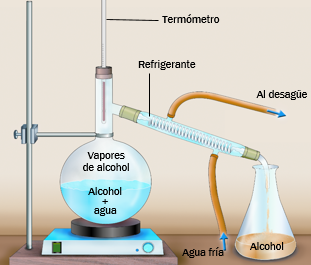 Termómetro
Refrigerante
Al desagüe
Vapores
de alcohol
Alcohol
+
agua
Agua fría
Alcohol